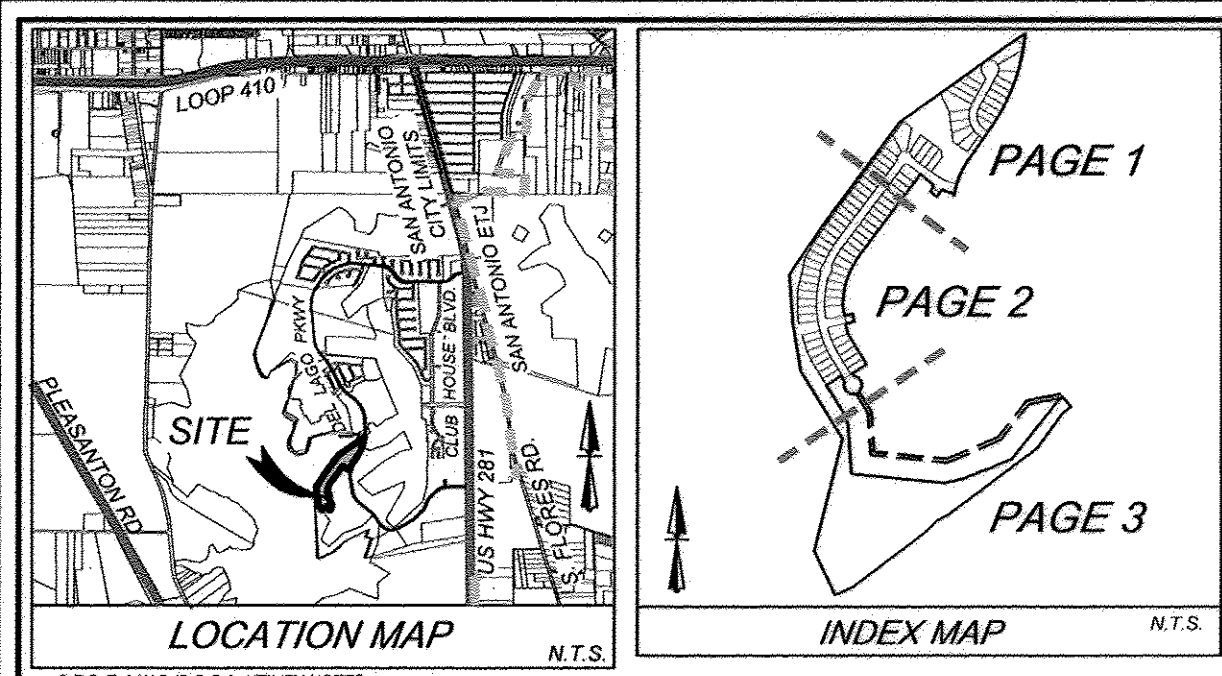 LOOP 410
SAN ANTONIO
CITY LIMITS
SAN ANTONIO ETJ
DEL LAGO PKWY
CLUB HOUSE BLVD.
US HWY 281
S. FLORES RD.
PLEASANTON RD
SITE
LOCATION MAP
N.T.S.
PAGE 1
PAGE 2
PAGE 3
INDEX MAP
N.T.S.